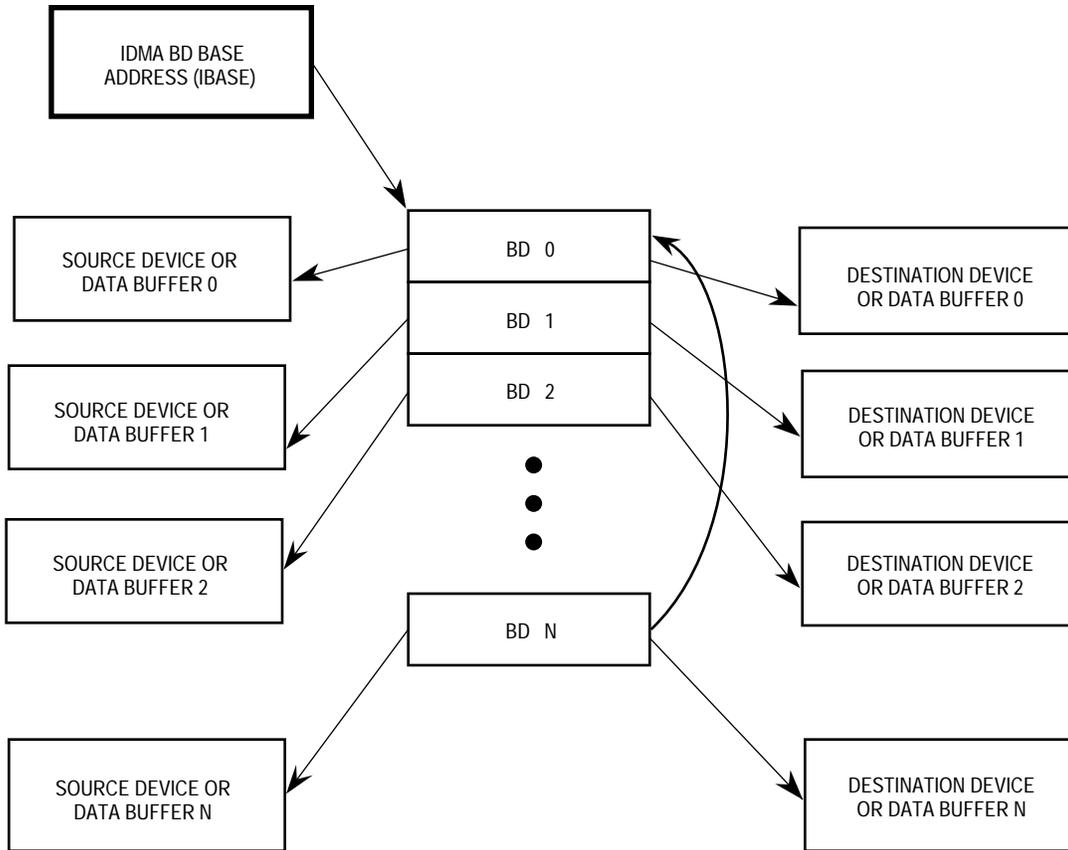 IDMA BD BASE
ADDRESS (IBASE)
BD 0
SOURCE DEVICE OR
DATA BUFFER 0
DESTINATION DEVICE
OR DATA BUFFER 0
BD 1
SOURCE DEVICE OR
DATA BUFFER 1
DESTINATION DEVICE
OR DATA BUFFER 1
BD 2
SOURCE DEVICE OR
DATA BUFFER 2
DESTINATION DEVICE
OR DATA BUFFER 2
BD N
SOURCE DEVICE OR
DATA BUFFER N
DESTINATION DEVICE
OR DATA BUFFER N